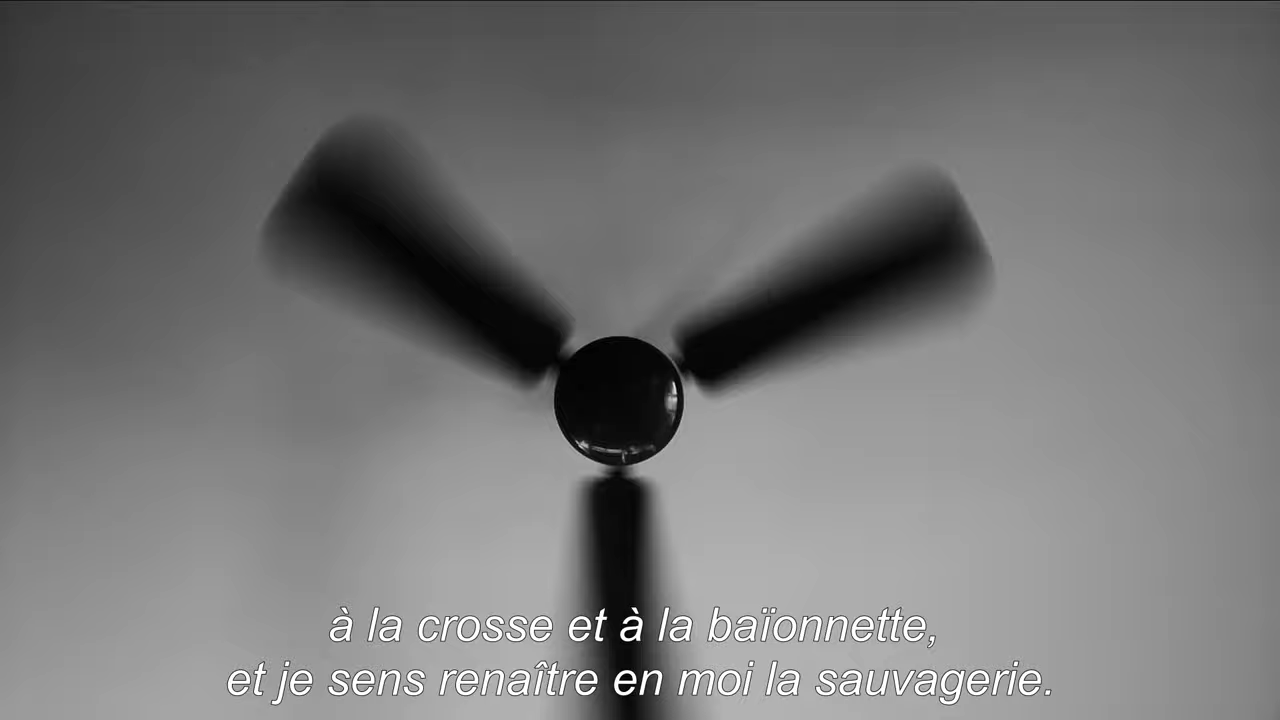 à la crosse et à la baïonnette,
et je sens renaître en moi la sauvagerie.